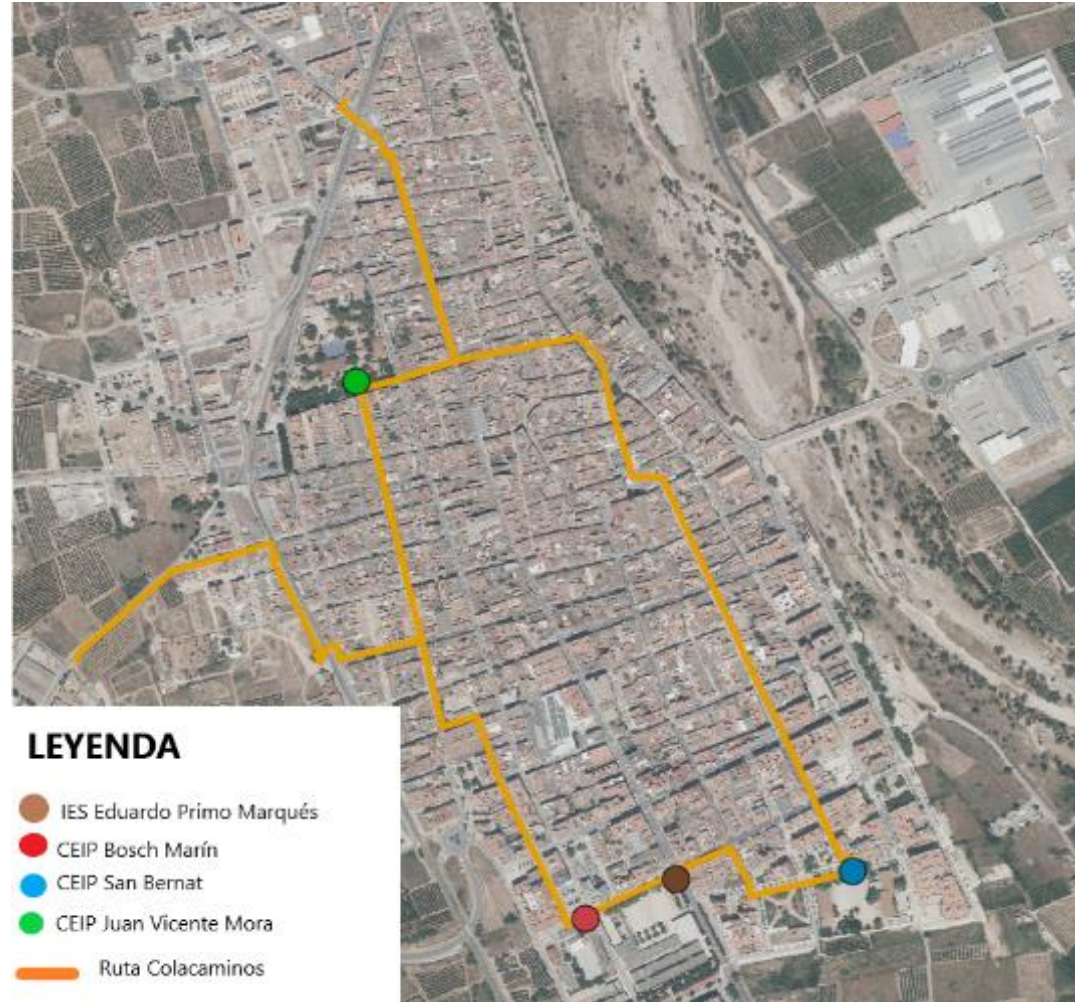 LEYENDA
IES Eduardo Primo Marqués
CEIP Bosch Marín
CEIP San Bernat
CEIP Juan Vicente Mora
Ruta Colacaminos